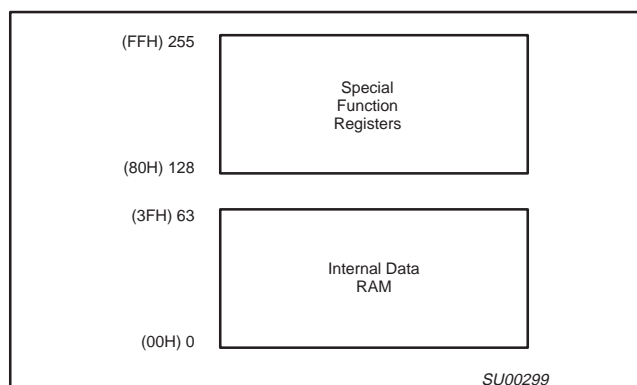 (FFH) 255
Special
Function
Registers
(80H) 128
(3FH) 63
Internal Data
RAM
(00H) 0
SU00299